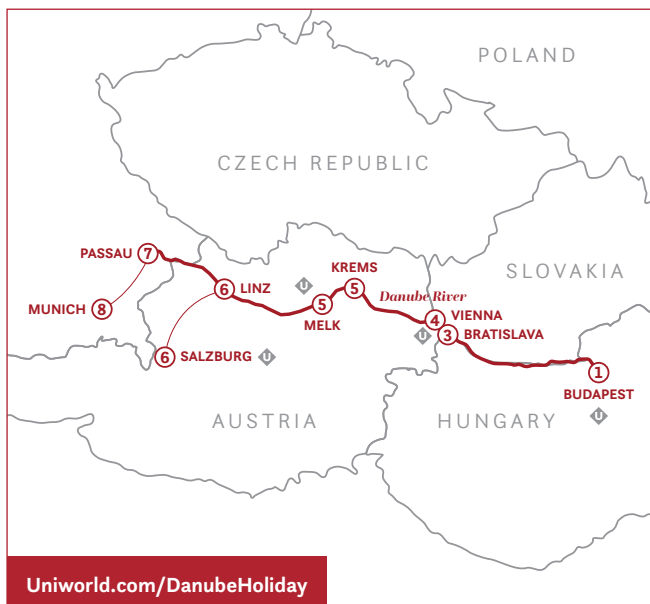 POLAND
CZECH REPUBLIC
PASSAU 7
KREMS
SLOVAKIA
6 LINZ
5
Danube River
MUNICH 8
5
MELK
4 VIENNA
3 BRATISLAVA
6 SALZBURG
1
BUDAPEST
AUSTRIA
HUNGARY
U
U
U
U
Uniworld.com/DanubeHoliday